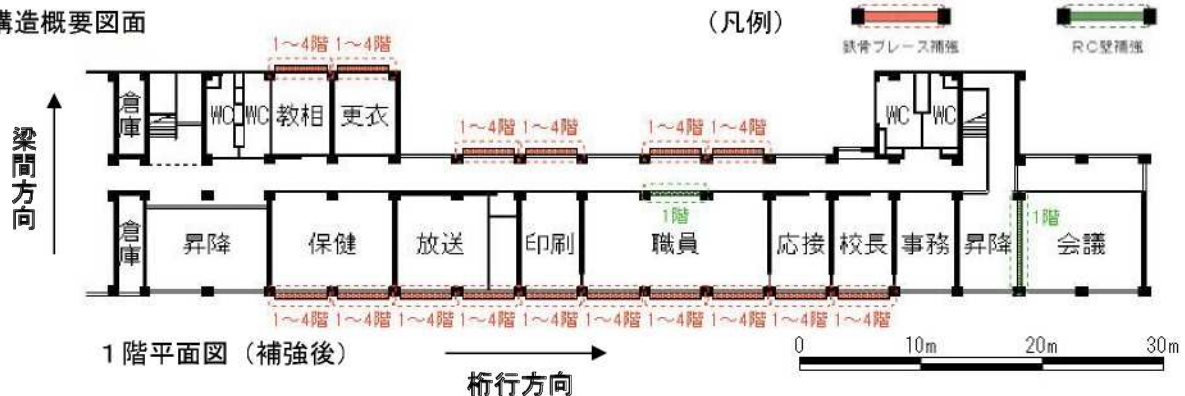 構造概要図面
(凡例)
鉄骨ブレース補強
RC壁補強
1～4階 1～4階
梁間方向
倉庫
WC WC 教相 更衣
1～4階 1～4階 1～4階 1～4階
WC WC
1階
1階
倉庫 昇降 保健 放送 印刷 職員 応接 校長 事務 昇降 会議
1～4階 1～4階 1～4階 1～4階 1～4階 1～4階 1～4階 1～4階 1～4階 1～4階
1階平面図（補強後）
桁行方向
0 10m 20m 30m